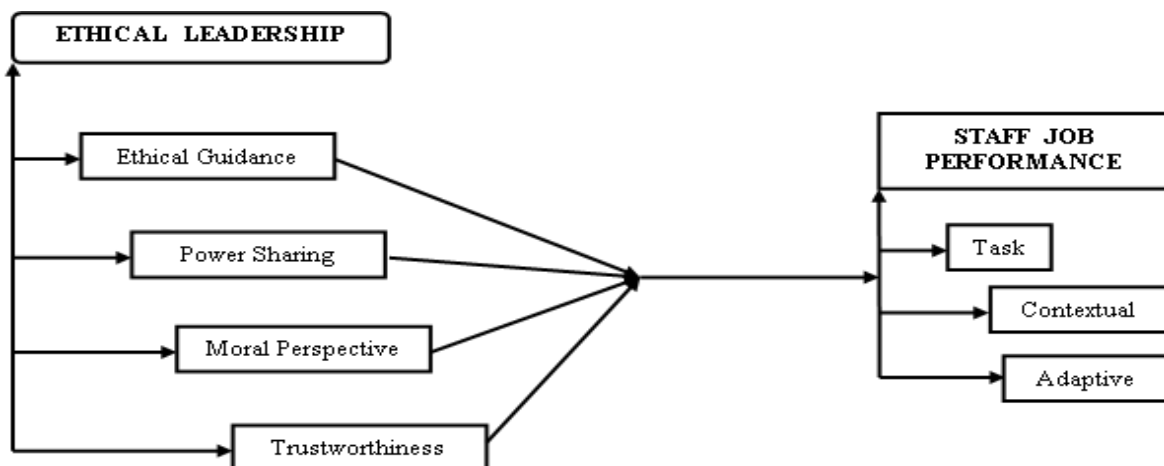 ETHICAL LEADERSHIP
Ethical Guidance
Power Sharing
Moral Perspective
Trustworthiness
STAFF JOB
PERFORMANCE
Task
Contextual
Adaptive